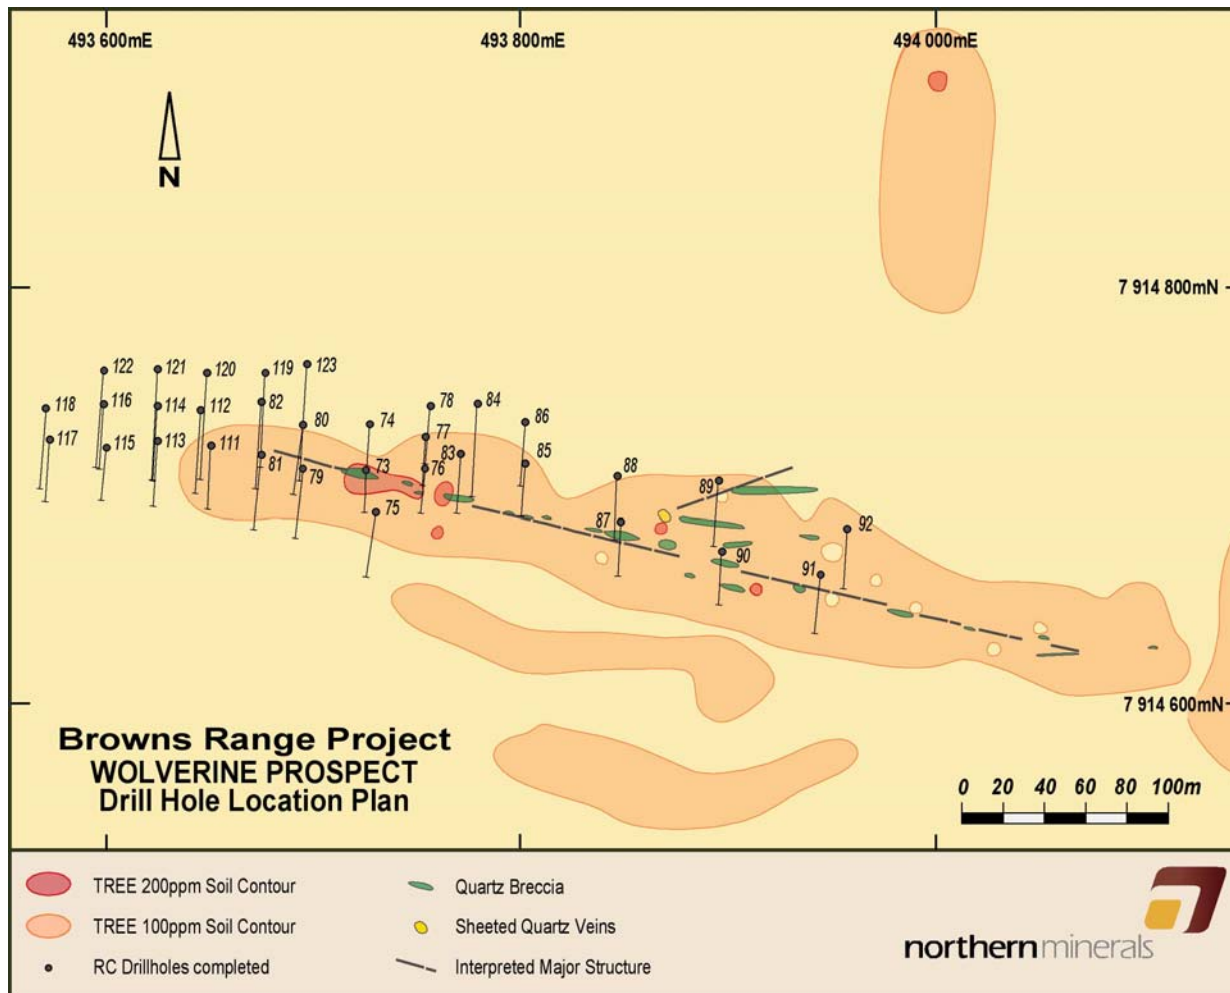 493 600mE
493 800mE
494 000mE
N
7 914 800mN
122
121
120
119
123
118
116
114
112
82
80
74
78
84
86
117
115
113
111
81
79
73
77
76
83
85
75
88
87
89
90
92
91
7 914 600mN
Browns Range Project
WOLVERINE PROSPECT
Drill Hole Location Plan
0 20 40 60 80 100m
TREE 200ppm Soil Contour
TREE 100ppm Soil Contour
RC Drillholes completed
Quartz Breccia
Sheeted Quartz Veins
Interpreted Major Structure
northernminerals